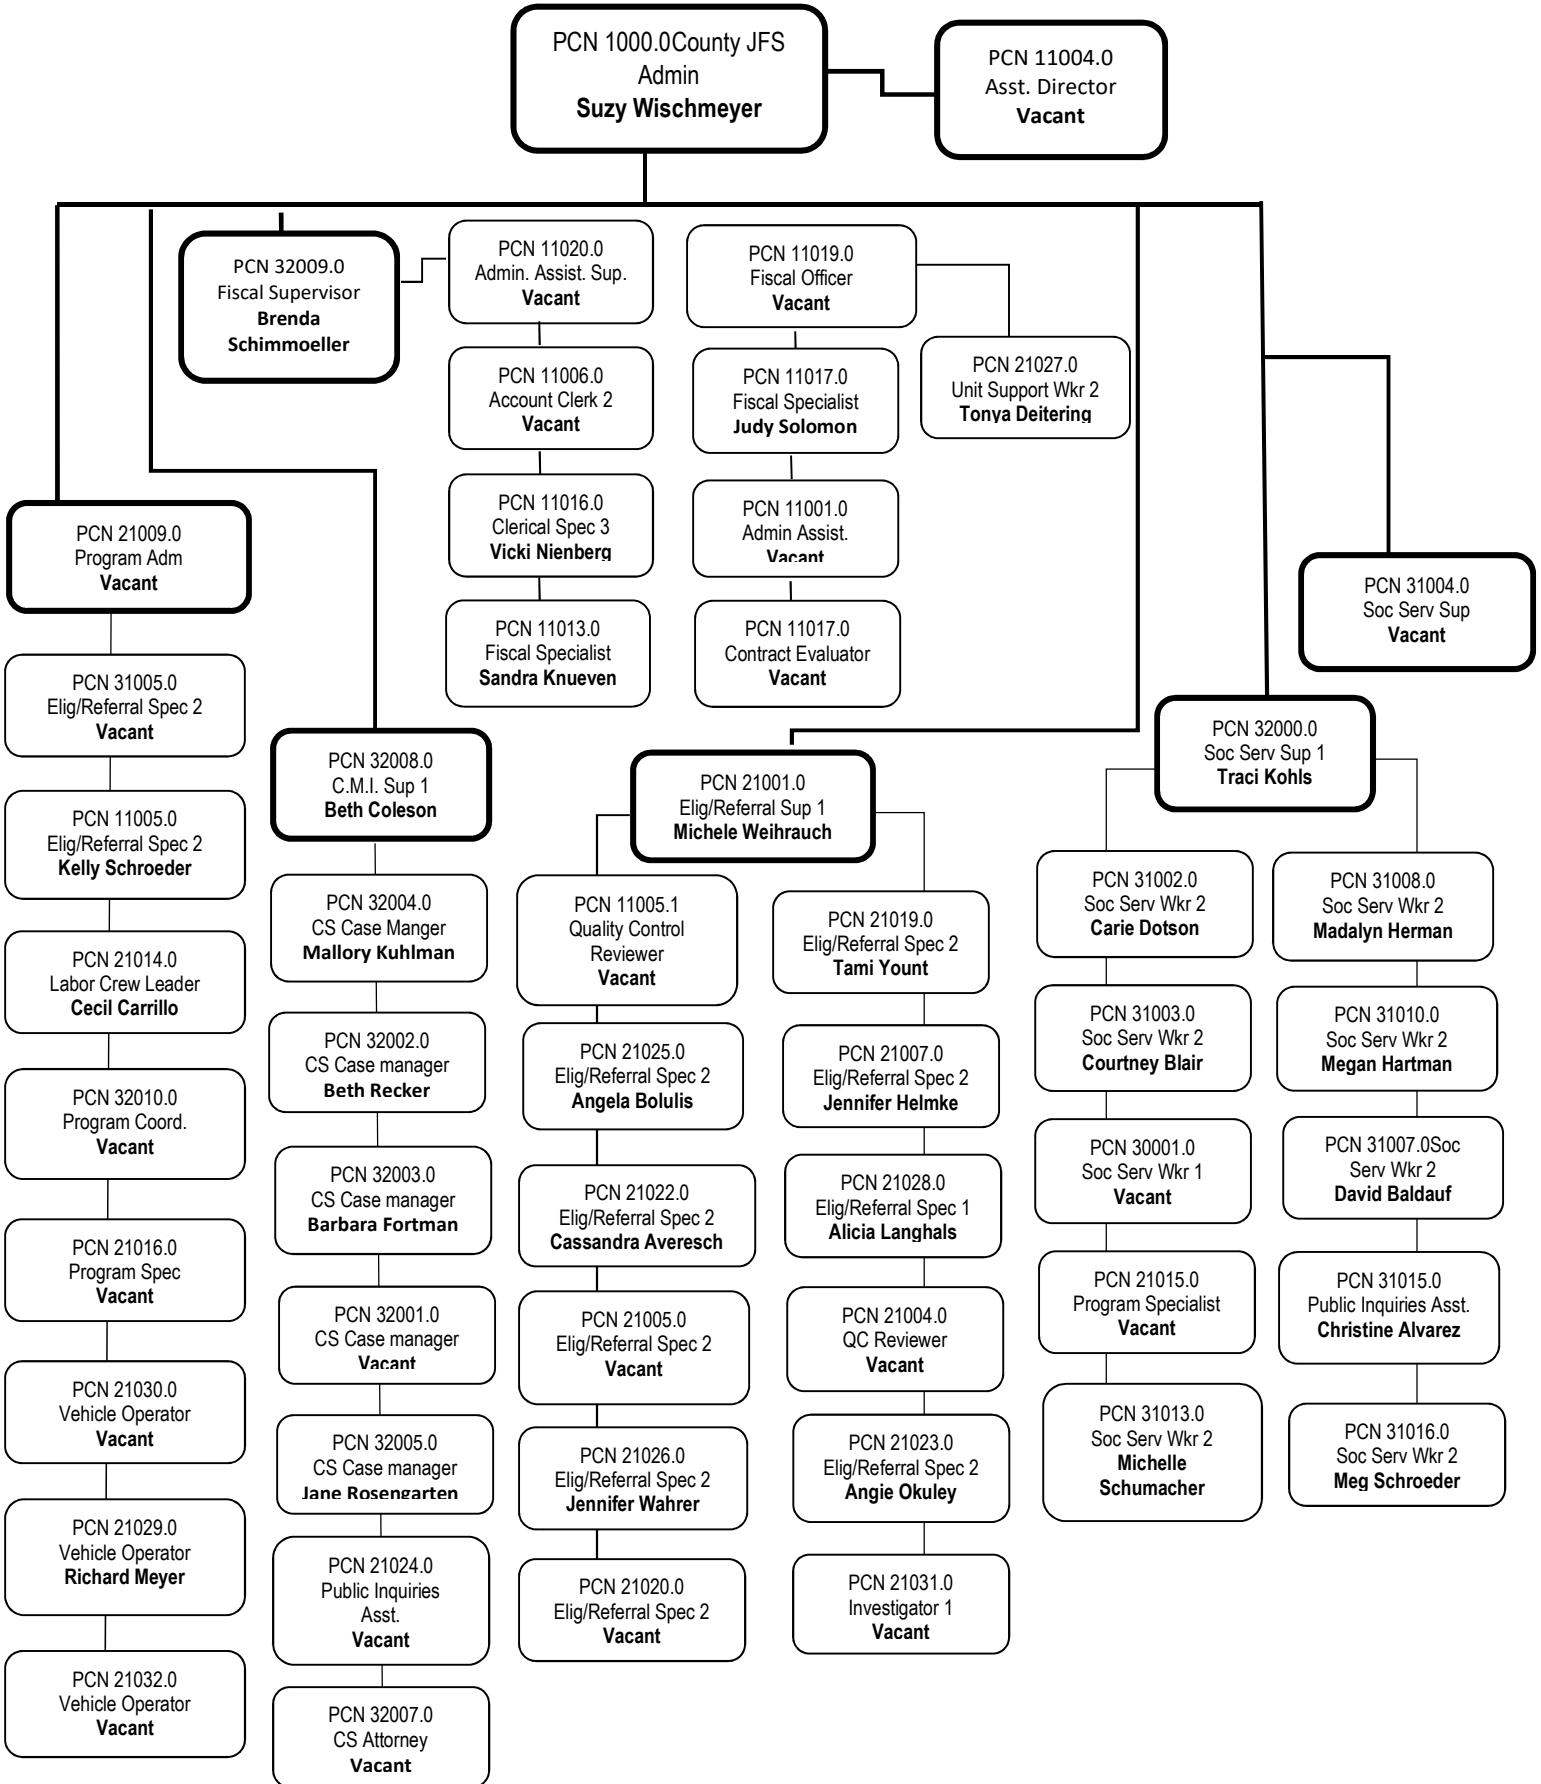 PCN 1000.0County JFS
Admin
Suzy Wischmeyer
PCN 11004.0
Asst. Director
Vacant
PCN 32009.0
Fiscal Supervisor
Brenda
Schimmoeller
PCN 11020.0
Admin. Assist. Sup.
Vacant
PCN 11019.0
Fiscal Officer
Vacant
PCN 11006.0
Account Clerk 2
Vacant
PCN 11017.0
Fiscal Specialist
Judy Solomon
PCN 21027.0
Unit Support Wkr 2
Tonya Deitering
PCN 11016.0
Clerical Spec 3
Vicki Nienberg
PCN 11001.0
Admin Assist.
Vacant
PCN 11013.0
Fiscal Specialist
Sandra Knueven
PCN 11017.0
Contract Evaluator
Vacant
PCN 21009.0
Program Adm
Vacant
PCN 31005.0
Elig/Referral Spec 2
Vacant
PCN 11005.0
Elig/Referral Spec 2
Kelly Schroeder
PCN 21014.0
Labor Crew Leader
Cecil Carrillo
PCN 32010.0
Program Coord.
Vacant
PCN 21016.0
Program Spec
Vacant
PCN 21030.0
Vehicle Operator
Vacant
PCN 21029.0
Vehicle Operator
Richard Meyer
PCN 21032.0
Vehicle Operator
Vacant
PCN 32008.0
C.M.I. Sup 1
Beth Coleson
PCN 32004.0
CS Case Manger
Mallory Kuhlman
PCN 32002.0
CS Case manager
Beth Recker
PCN 32003.0
CS Case manager
Barbara Fortman
PCN 32001.0
CS Case manager
Vacant
PCN 32005.0
CS Case manager
Jane Rosengarten
PCN 21024.0
Public Inquiries
Asst.
Vacant
PCN 32007.0
CS Attorney
Vacant
PCN 21001.0
Elig/Referral Sup 1
Michele Weihrauch
PCN 11005.1
Quality Control
Reviewer
Vacant
PCN 21025.0
Elig/Referral Spec 2
Angela Bolulis
PCN 21022.0
Elig/Referral Spec 2
Cassandra Averesch
PCN 21005.0
Elig/Referral Spec 2
Vacant
PCN 21026.0
Elig/Referral Spec 2
Jennifer Wahrer
PCN 21020.0
Elig/Referral Spec 2
Vacant
PCN 21019.0
Elig/Referral Spec 2
Tami Yount
PCN 21007.0
Elig/Referral Spec 2
Jennifer Helmke
PCN 21028.0
Elig/Referral Spec 1
Alicia Langhals
PCN 21004.0
QC Reviewer
Vacant
PCN 21023.0
Elig/Referral Spec 2
Angie Okuley
PCN 21031.0
Investigator 1
Vacant
PCN 31004.0
Soc Serv Sup
Vacant
PCN 32000.0
Soc Serv Sup 1
Traci Kohls
PCN 31002.0
Soc Serv Wkr 2
Carie Dotson
PCN 31003.0
Soc Serv Wkr 2
Courtney Blair
PCN 30001.0
Soc Serv Wkr 1
Vacant
PCN 21015.0
Program Specialist
Vacant
PCN 31013.0
Soc Serv Wkr 2
Michelle
Schumacher
PCN 31008.0
Soc Serv Wkr 2
Madalyn Herman
PCN 31010.0
Soc Serv Wkr 2
Megan Hartman
PCN 31007.0Soc
Serv Wkr 2
David Baldauf
PCN 31015.0
Public Inquiries Asst.
Christine Alvarez
PCN 31016.0
Soc Serv Wkr 2
Meg Schroeder